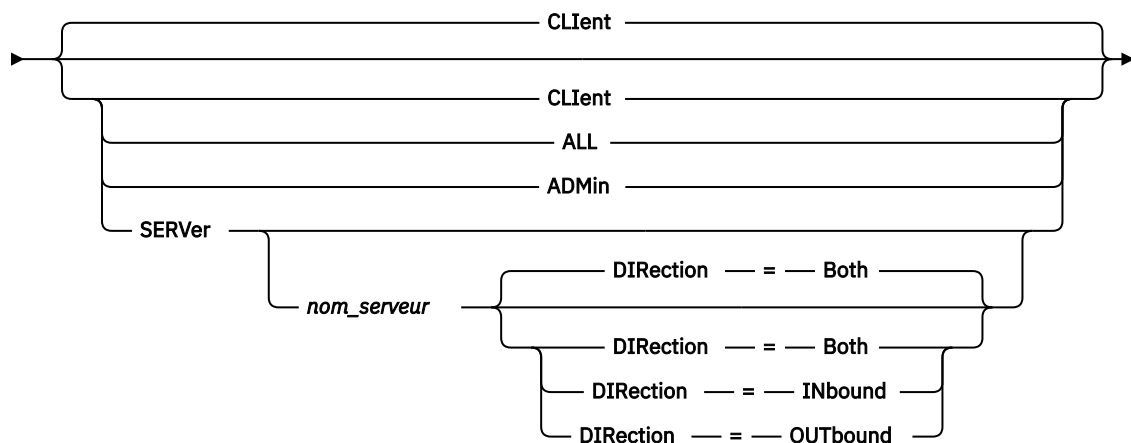 CLIent
CLIent
ALL
ADMin
SERVer
DIRection = Both
nom_serveur
DIRection = Both
DIRection = INbound
DIRection = OUTbound